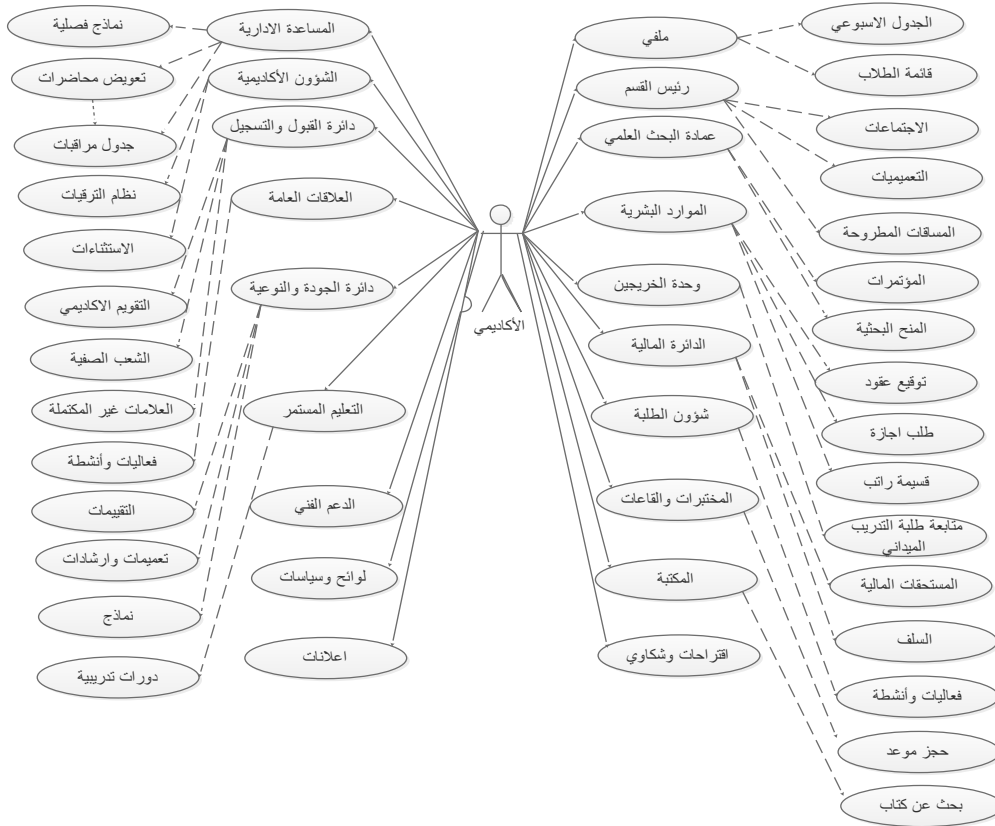 الجدول الاسبوعي
قائمة الطلاب
الاجتماعات
التعميميات
المساقات المطروحة
المؤتمرات
المنح البحثية
توقيع عقود
طلب اجازة
قسيمة راتب
متابعة طلبة التدريب
الميداني
المستحقات المالية
السلف
فعاليات وأنشطة
حجز موعد
بحث عن كتاب
ملفي
رئيس القسم
عمادة البحث العلمي
الموارد البشرية
وحدة الخريجين
الدائرة المالية
شؤون الطلبة
المختبرات والقاعات
المكتبة
اقتراحات وشكاوي
الأكاديمي
المساعدة الادارية
الشؤون الأكاديمية
دائرة القبول والتسجيل
العلاقات العامة
دائرة الجودة والنوعية
التعليم المستمر
الدعم الفني
لوائح وسياسات
اعلانات
نماذج فصلية
تعويض محاضرات
جدول مراقبات
نظام الترقيات
الاستثناءات
التقويم الاكاديمي
الشعب الصفية
العلامات غير المكتملة
فعاليات وأنشطة
التقييمات
تعميمات وارشادات
نماذج
دورات تدريبية